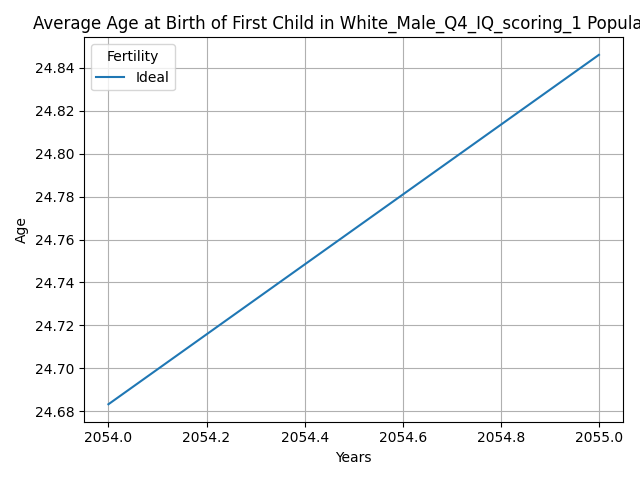 Average Age at Birth of First Child in White_Male_Q4_IQ_scoring_1 Popula
Fertility
Ideal
24.84
24.82
24.80
24.78
24.76
24.74
24.72
24.70
24.68
Age
2054.0 2054.2 2054.4 2054.6 2054.8 2055.0
Years